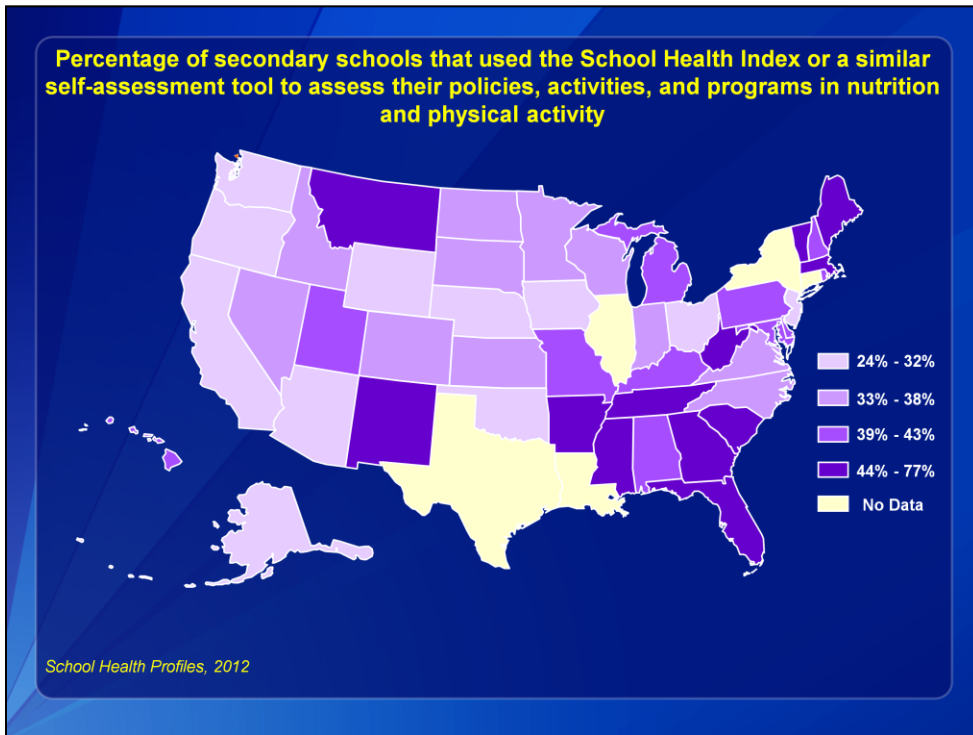 Percentage of secondary schools that used the School Health Index or a similar
self-assessment tool to assess their policies, activities, and programs in nutrition
and physical activity
24% - 32%
33% - 38%
39% - 43%
44% - 77%
No Data
School Health Profiles, 2012